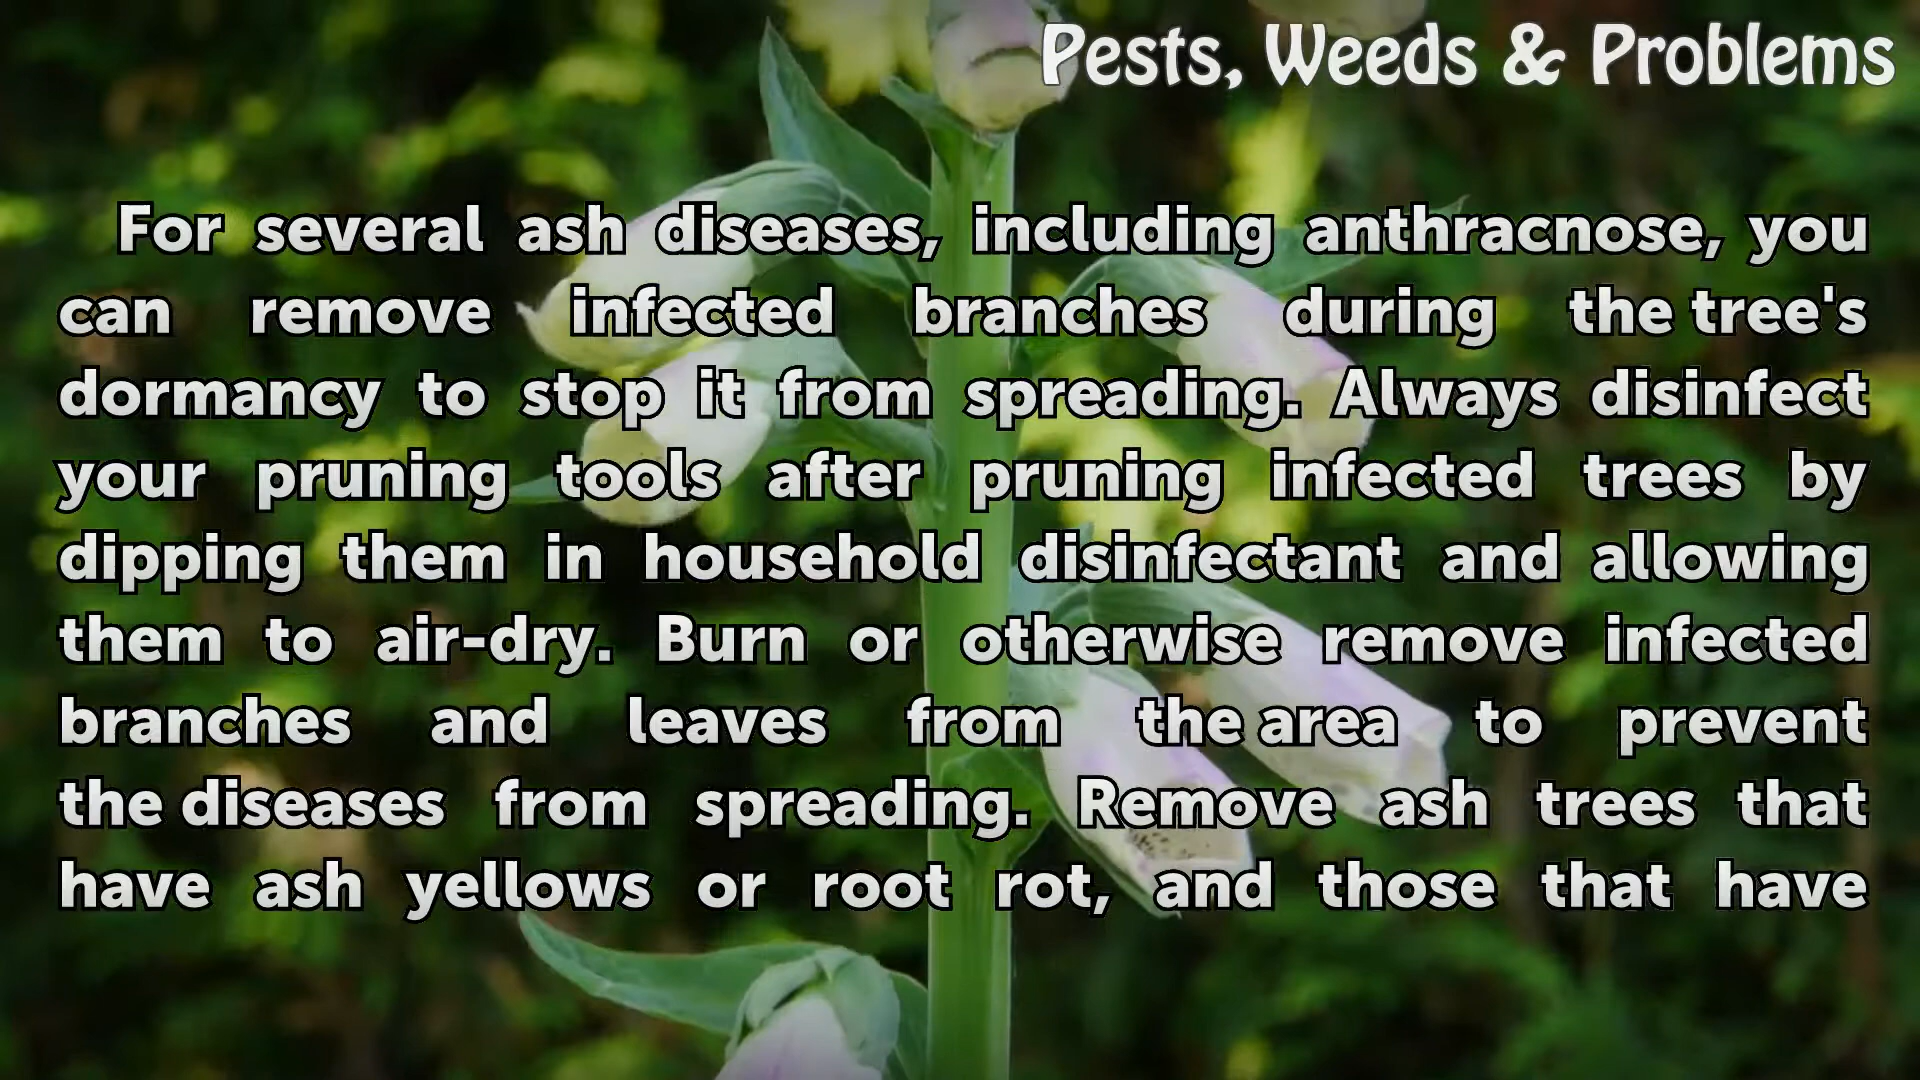 Pests, Weeds & Problems
For several ash diseases, including anthracnose, you
can remove infected branches during the tree's
dormancy to stop it from spreading. Always disinfect
your pruning tools after pruning infected trees by
dipping them in household disinfectant and allowing
them to air-dry. Burn or otherwise remove infected
branches and leaves from the area to prevent
the diseases from spreading. Remove ash trees that
have ash yellows or root rot, and those that have